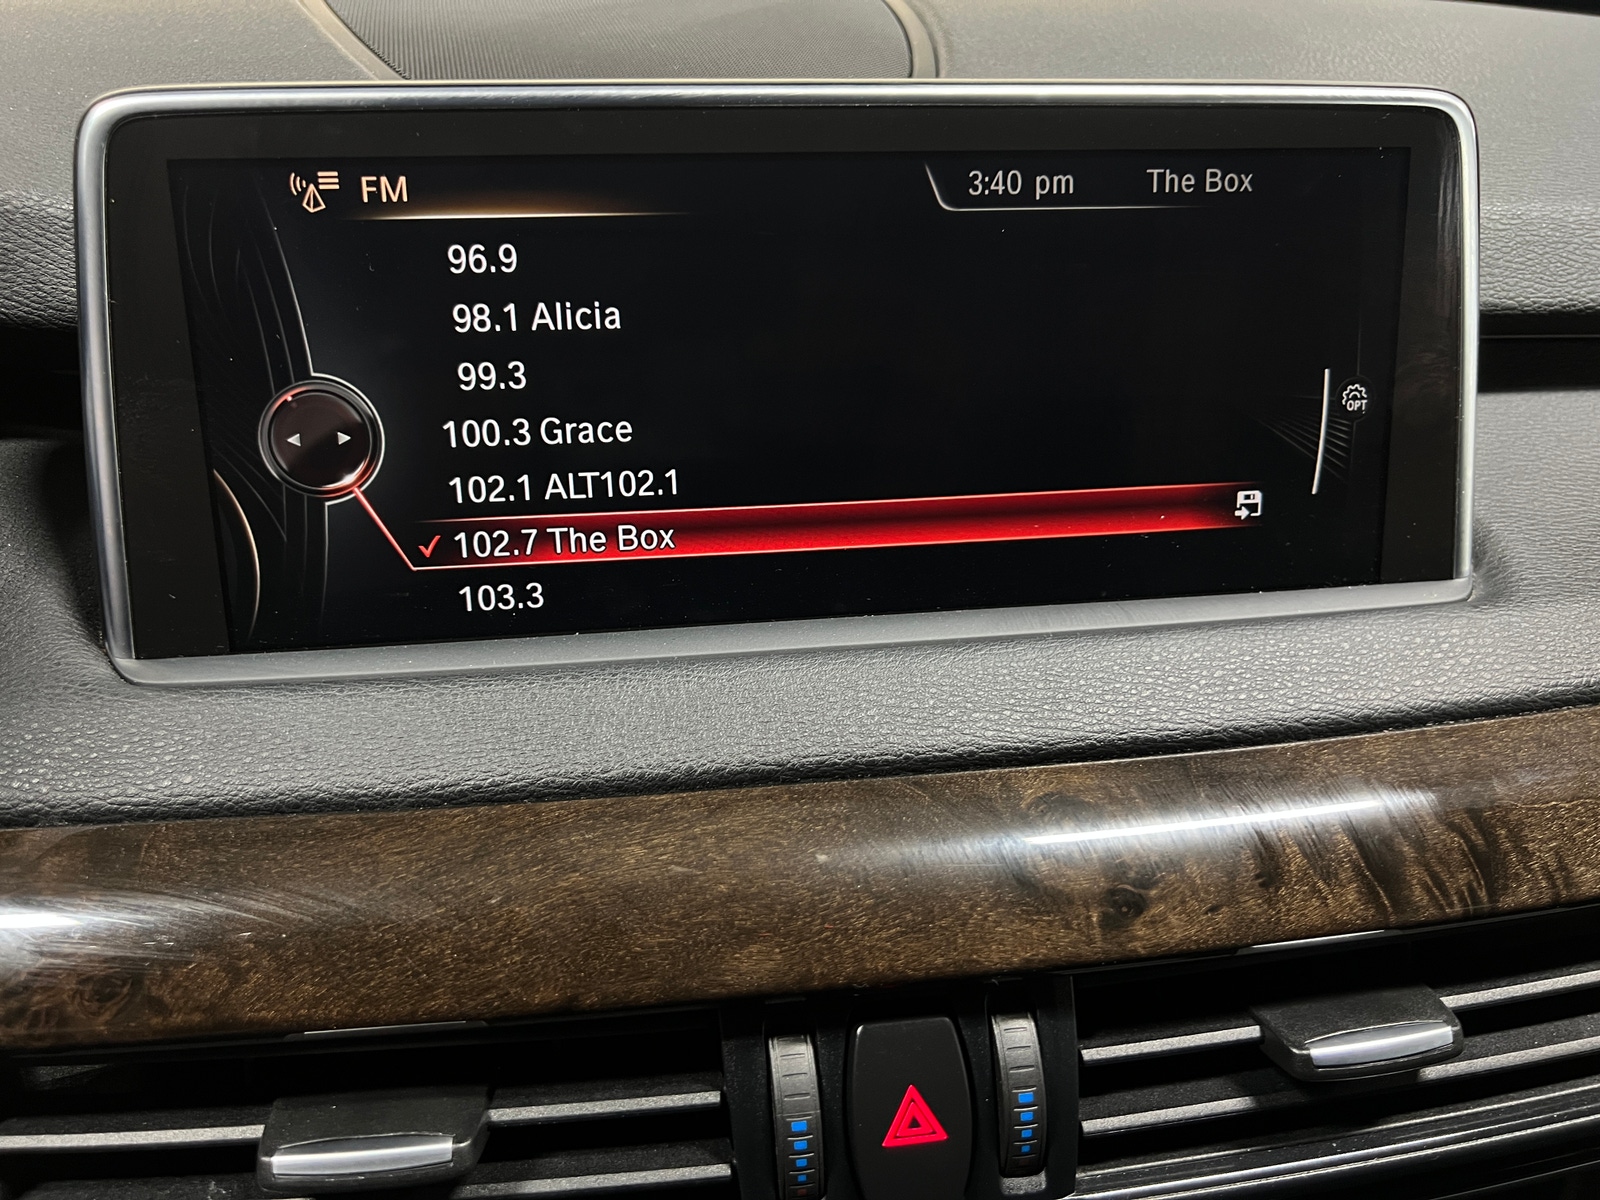 FM
3:40 pm The Box
96.9
98.1 Alicia
99.3
100.3 Grace
102.1 ALT102.1
✓ 102.7 The Box
103.3
OPT